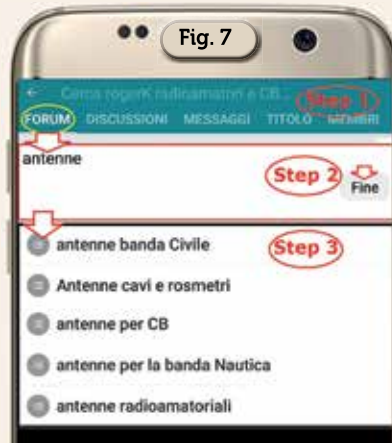 Fig. 7
Cerca rogerK radioamatori e CB...
Step 1
FORUM DISCUSSIONI MESSAGGI TITOLO MEMBRI
antenne
Step 2
Fine
antenne banda Civile
Step 3
Antenne cavi e rosmetri
antenne per CB
antenne per la banda Nautica
antenne radioamatoriali